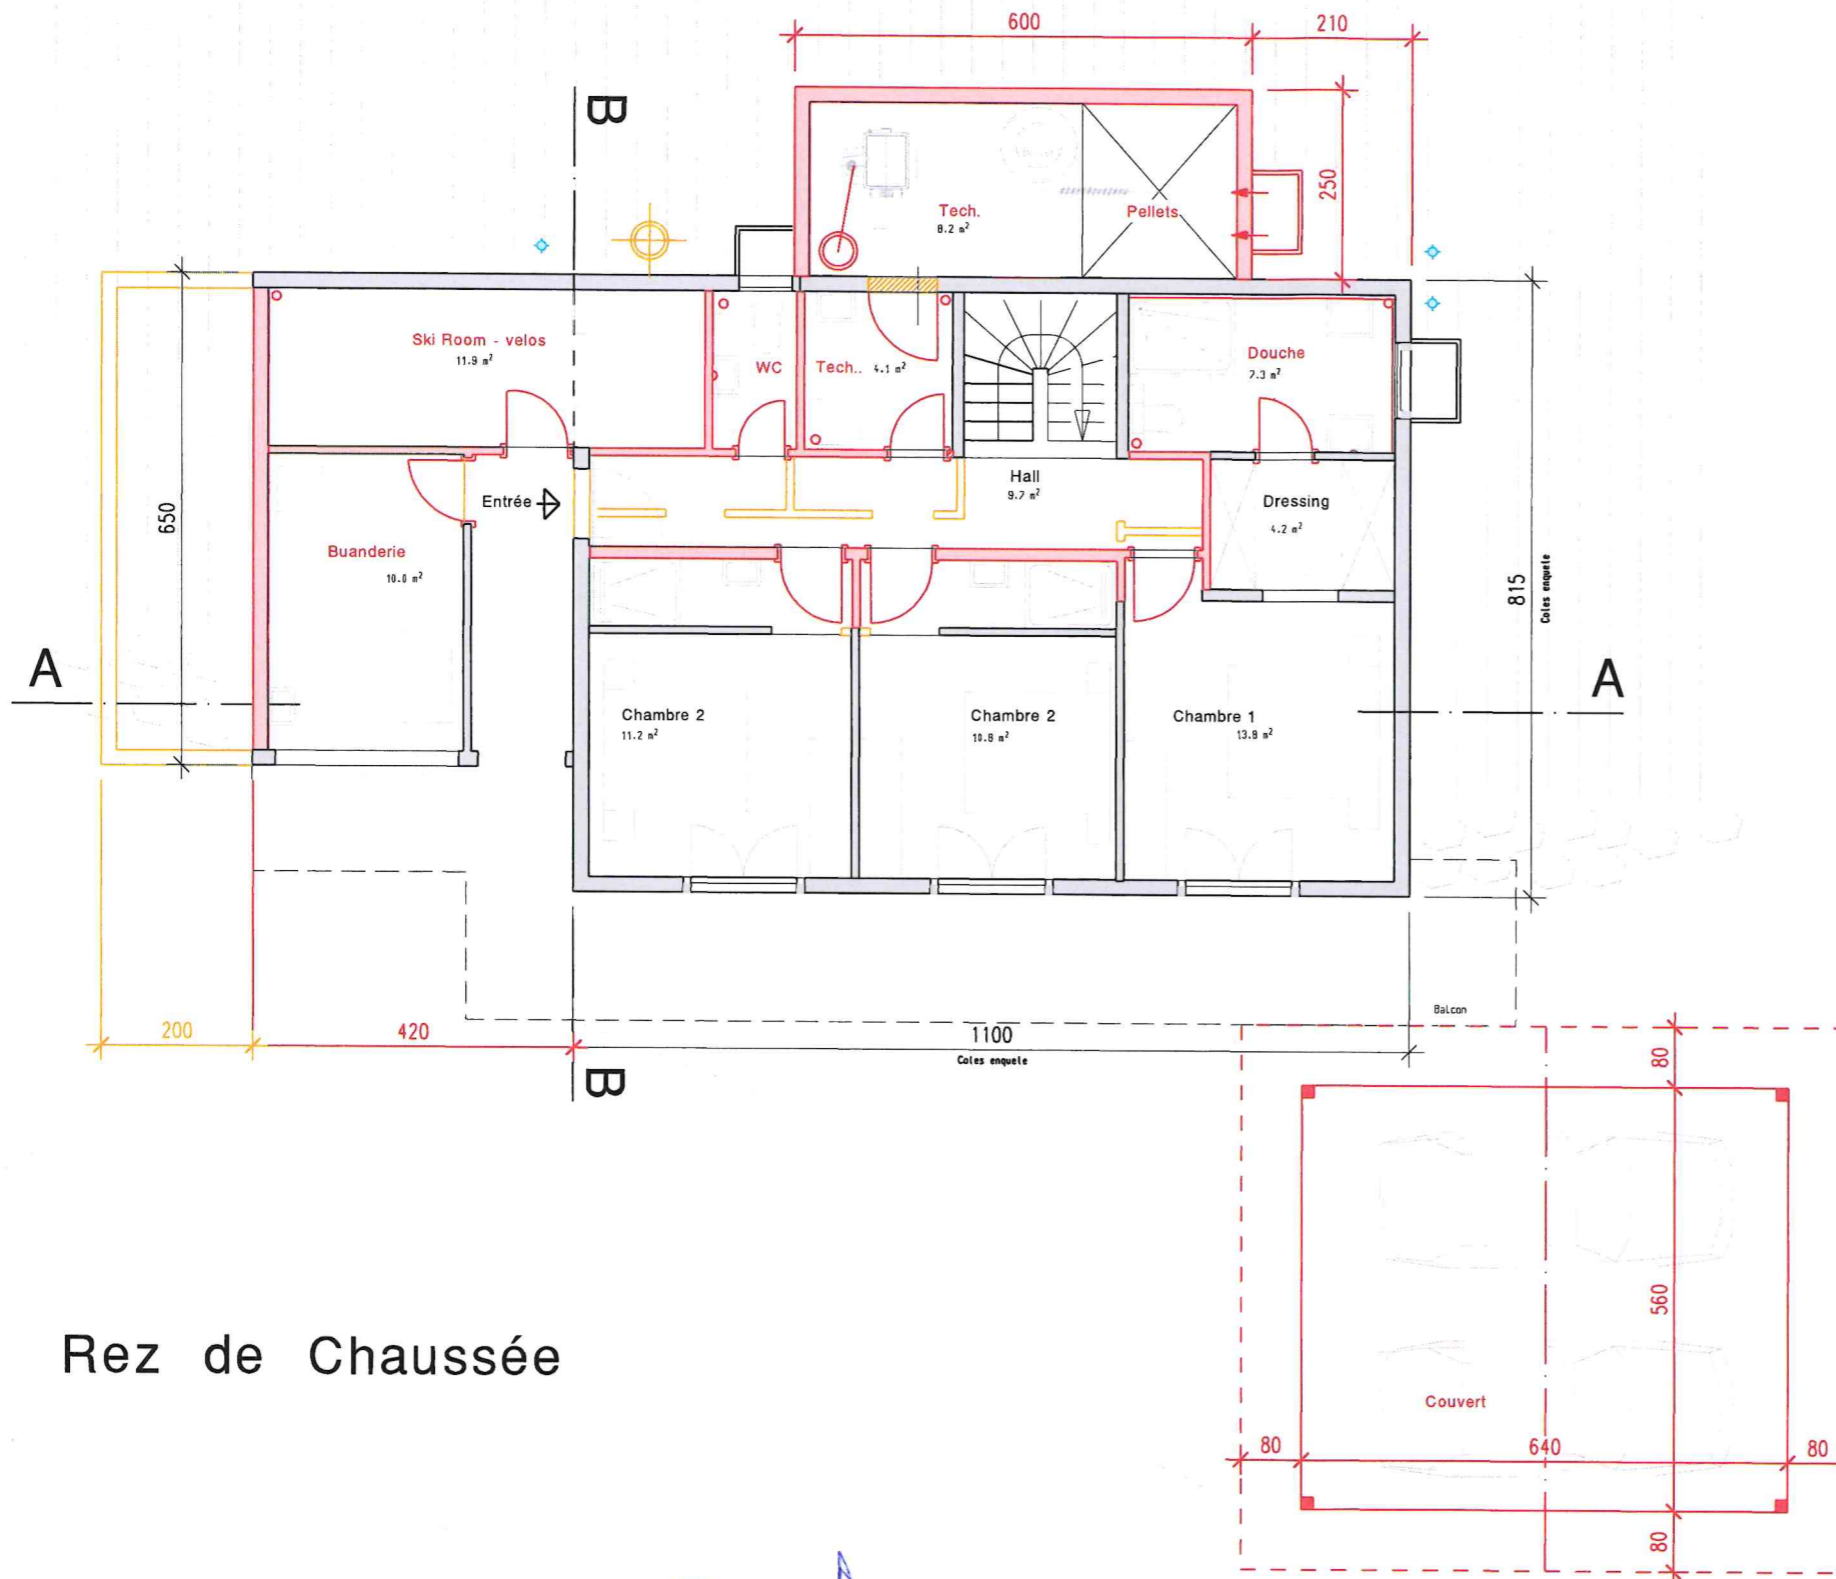 600
210
B
250
Tech.
8.2 m²
Pellets
Ski Room - velos
11.9 m²
WC
Tech.. 4.1 m²
Douche
7.3 m²
Hall
9.7 m²
Entrée
Dressing
4.2 m²
650
Buanderie
10.0 m²
815
Cotes enquete
A
A
Chambre 2
11.2 m²
Chambre 2
10.8 m²
Chambre 1
13.8 m²
Balcon
200
420
1100
Cotes enquete
B
80
560
Rez de Chaussée
Couvert
80
640
80
80